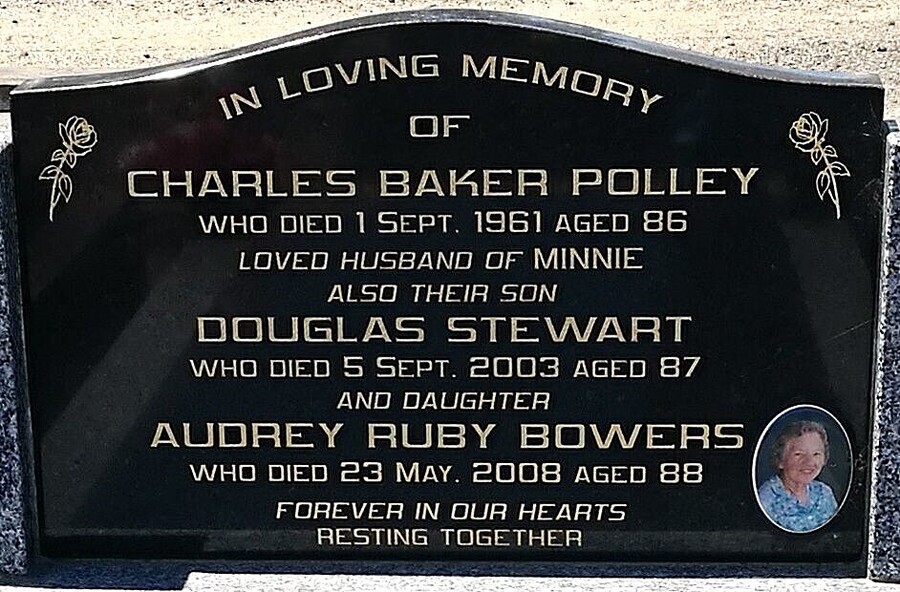 IN LOVING MEMORY
OF
CHARLES BAKER POLLEY
WHO DIED 1 SEPT. 1961 AGED 86
LOVED HUSBAND OF MINNIE
ALSO THEIR SON
DOUGLAS STEWART
WHO DIED 5 SEPT. 2003 AGED 87
AND DAUGHTER
AUDREY RUBY BOWERS
WHO DIED 23 MAY. 2008 AGED 88
FOREVER IN OUR HEARTS
RESTING TOGETHER